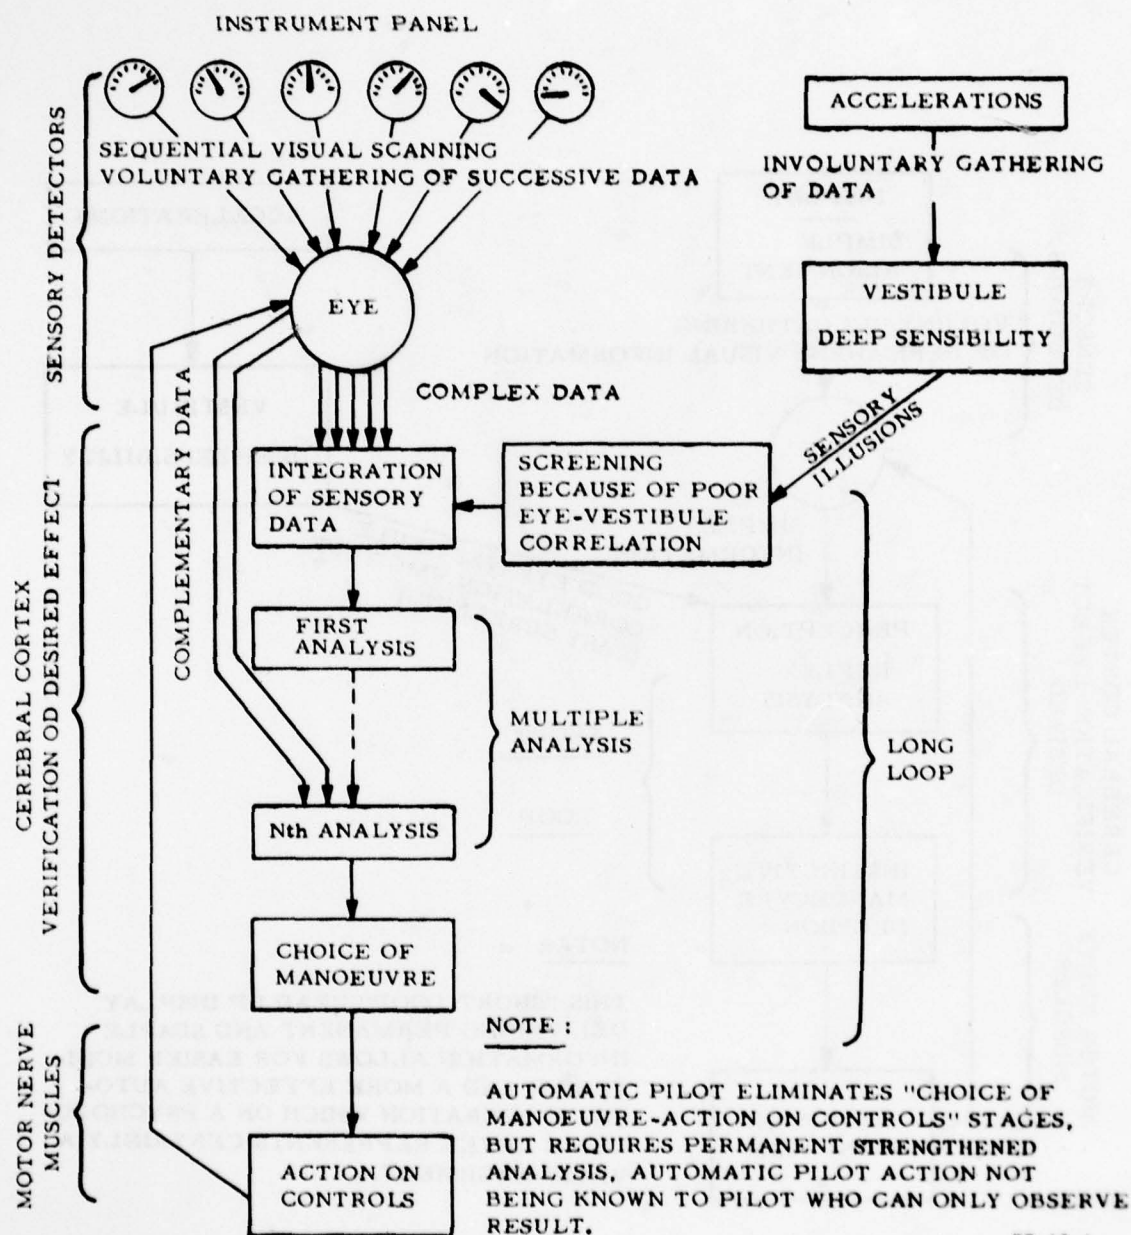 INSTRUMENT PANEL
SEQUENTIAL VISUAL SCANNING
VOLUNTARY GATHERING OF SUCCESSIVE DATA
ACCELERATIONS
INVOLUNTARY GATHERING
OF DATA
SENSORY DETECTORS
EYE
VESTIBULE
DEEP SENSIBILITY
COMPLEX DATA
COMPLEMENTARY DATA
SENSORY
ILLUSIONS
INTEGRATION
OF SENSORY
DATA
SCREENING
BECAUSE OF POOR
EYE-VESTIBULE
CORRELATION
CEREBRAL CORTEX
VERIFICATION OD DESIRED EFFECT
FIRST
ANALYSIS
MULTIPLE
ANALYSIS
LONG
LOOP
Nth ANALYSIS
CHOICE OF
MANOEUVRE
MOTOR NERVE
MUSCLES
ACTION ON
CONTROLS
NOTE :
AUTOMATIC PILOT ELIMINATES "CHOICE OF
MANOEUVRE-ACTION ON CONTROLS" STAGES,
BUT REQUIRES PERMANENT STRENGTHENED
ANALYSIS, AUTOMATIC PILOT ACTION NOT
BEING KNOWN TO PILOT WHO CAN ONLY OBSERVE
RESULT.